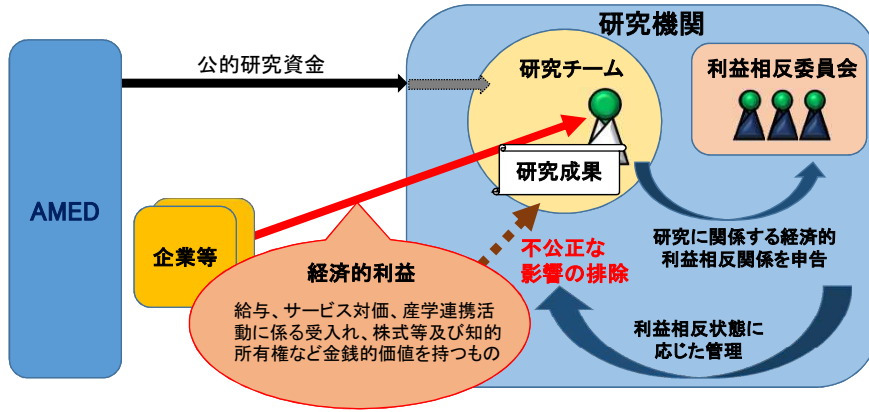 研究機関
公的研究資金
研究チーム
利益相反委員会
研究成果
AMED
企業等
経済的利益
給与、サービス対価、産学連携活
動に係る受入れ、株式等及び知的
所有権など金銭的価値を持つもの
不公正な
影響の排除
研究に関係する経済的
利益相反関係を申告
利益相反状態に
応じた管理